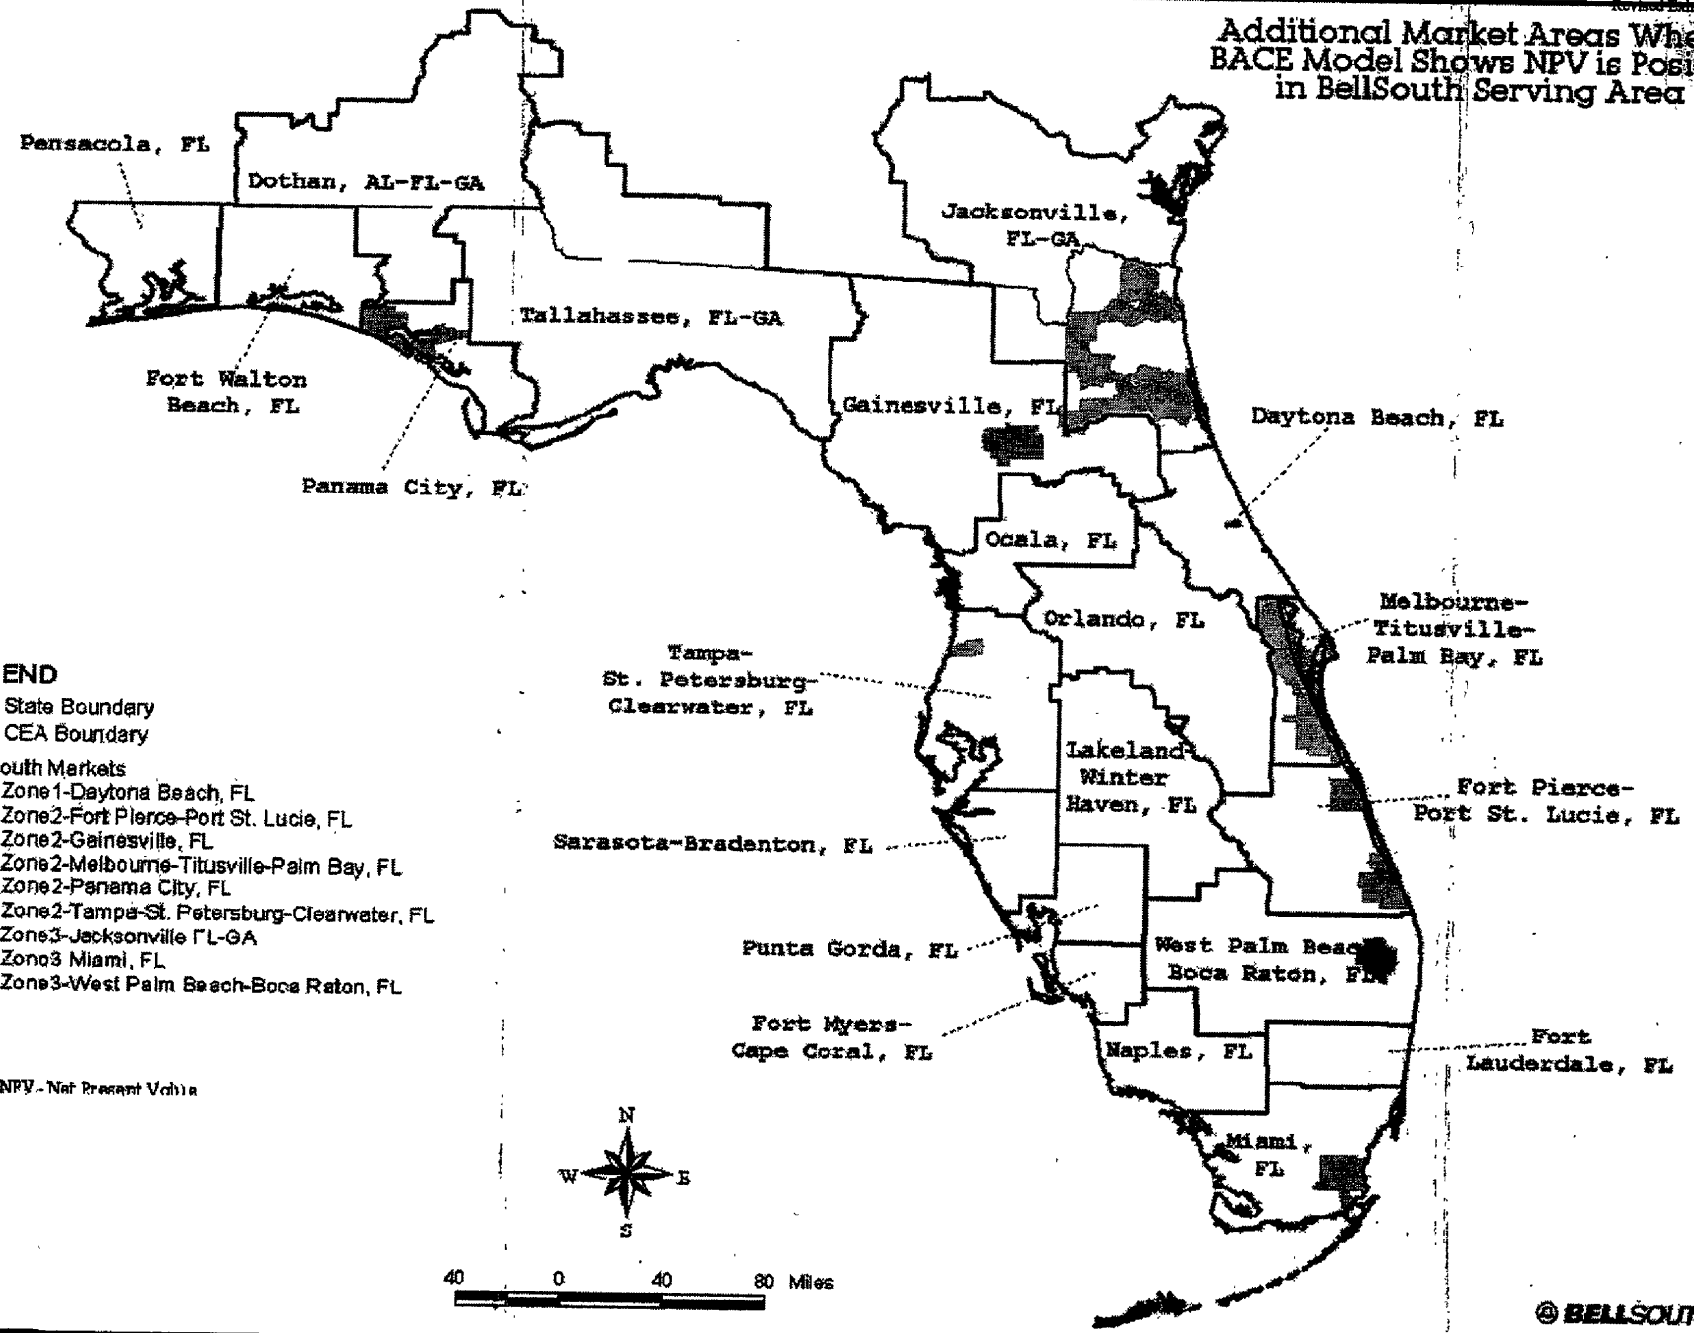 Revised Exhi
Additional Market Areas Whe
BACE Model Shows NPV is Posi
in BellSouth Serving Area
Pensacola, FL
Dothan, AL-FL-GA
Jacksonville,
FL-GA
Tallahassee, FL-GA
Fort Walton
Beach, FL
Gainesville, FL
Daytona Beach, FL
Panama City, FL
Ocala, FL
Orlando, FL
Melbourne-
Titusville-
Palm Bay, FL
Tampa-
St. Petersburg-
Clearwater, FL
Lakeland-
Winter
Haven, FL
Fort Pierce-
Port St. Lucie, FL
Sarasota-Bradenton, FL
Punta Gorda, FL
West Palm Beac
Boca Raton, FL
Fort Myers-
Cape Coral, FL
Naples, FL
Fort
Lauderdale, FL
Miami,
FL
END
State Boundary
CEA Boundary
outh Markets
Zone1-Daytona Beach, FL
Zone2-Fort Pierce-Port St. Lucie, FL
Zone2-Gainesville, FL
Zone2-Melbourne-Titusville-Palm Bay, FL
Zone2-Panama City, FL
Zone2-Tampa-St. Petersburg-Clearwater, FL
Zone3-Jacksonville FL-GA
Zone3 Miami, FL
Zone3-West Palm Beach-Boca Raton, FL
NPV - Net Present Value
N
W E
S
40 0 40 80 Miles
BELLSOUT